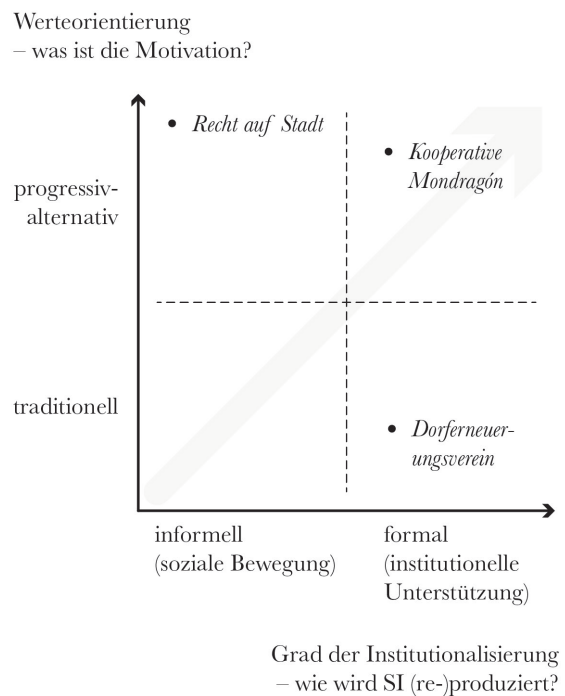 Werteorientierung
– was ist die Motivation?
• Recht auf Stadt
• Kooperative
Mondragón
progressiv-
alternativ
traditionell
• Dorferneuer-
ungsverein
informell
(soziale Bewegung)
formal
(institutionelle
Unterstützung)
Grad der Institutionalisierung
– wie wird SI (re-)produziert?